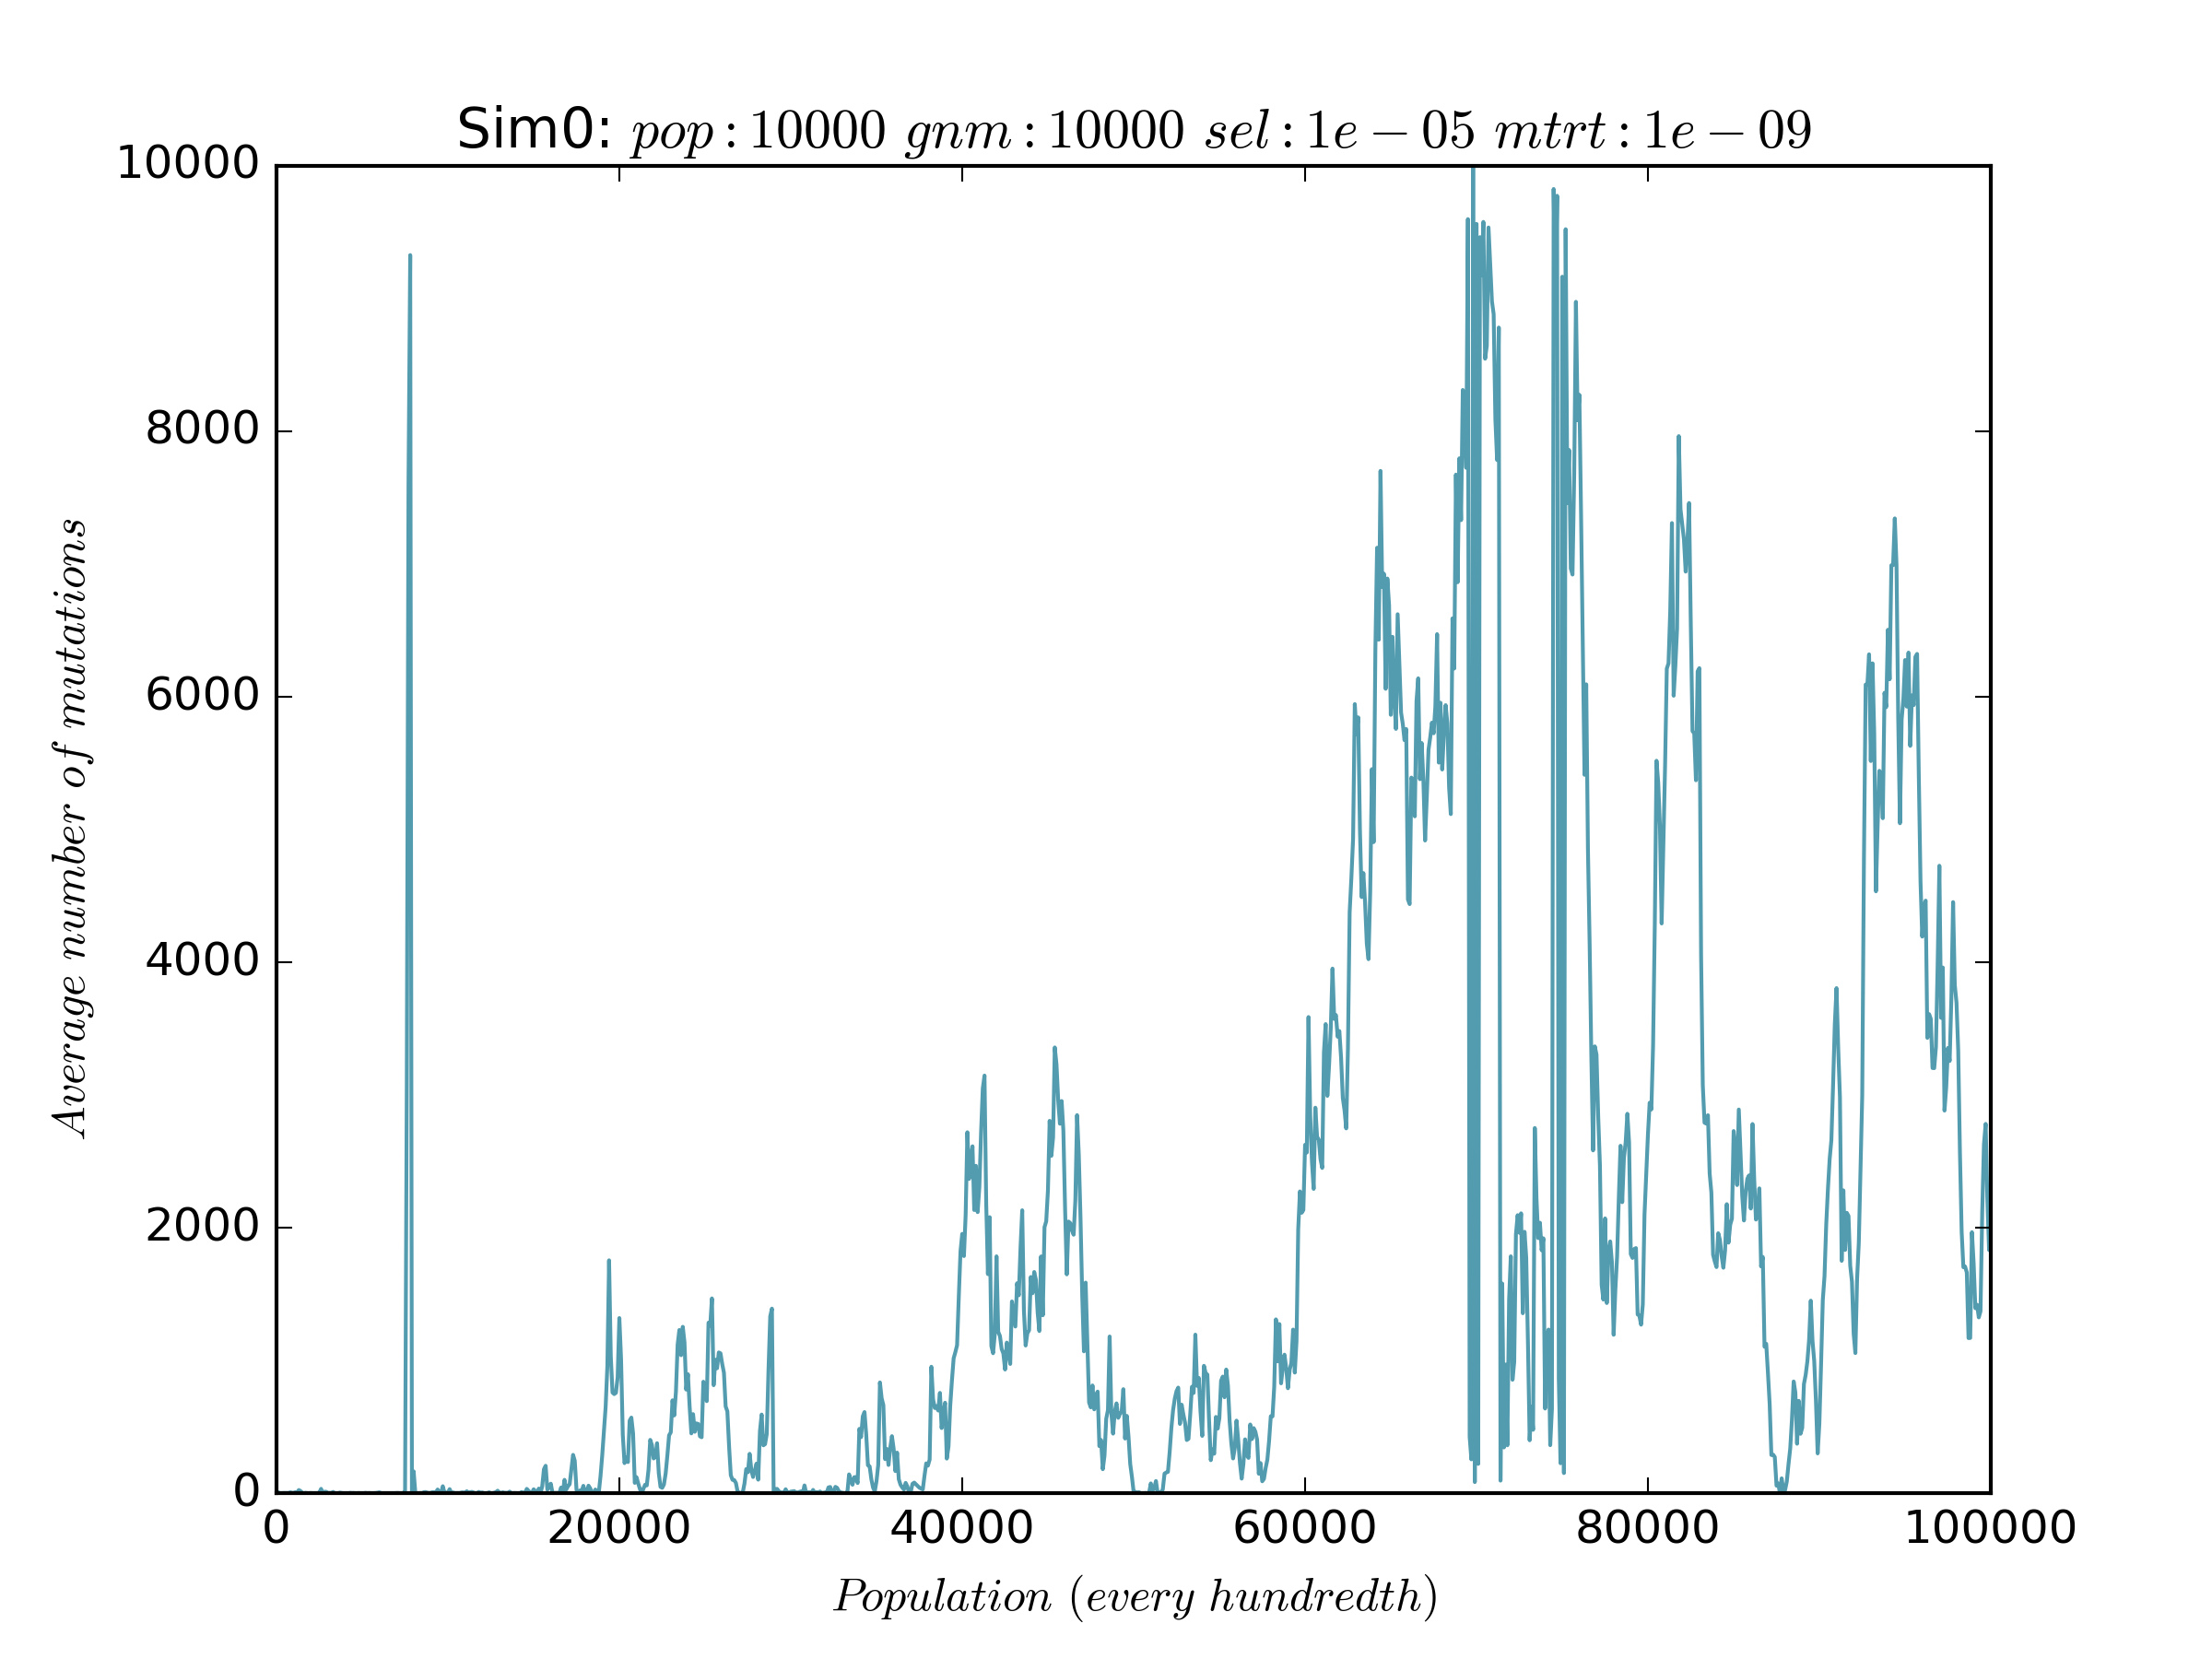 Sim0: pop : 10000 gnm : 10000 sel : 1e − 05 mtrt : 1e − 09
10000
8000
6000
4000
2000
0
Average number of mutations
0 20000 40000 60000 80000 100000
Population (every hundredth)